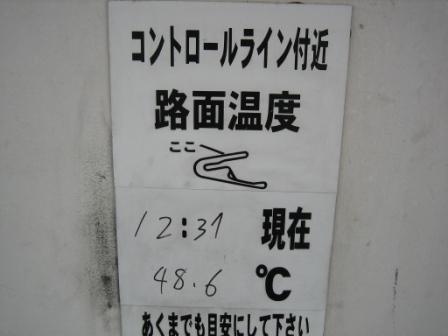 コントロールライン付近
路面温度
ここ
12:31 現在
48.6 ℃
あくまでも目安にして下さい